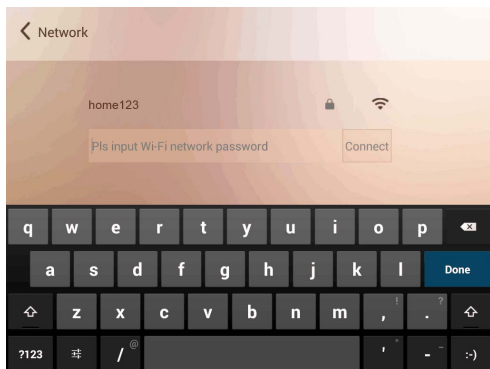 Network
home123
Pls input Wi-Fi network password
Connect
q w e r t y u i o p
a s d f g h j k l Done
z x c v b n m , ! . ?
?123 / @ ' " - _ :-)